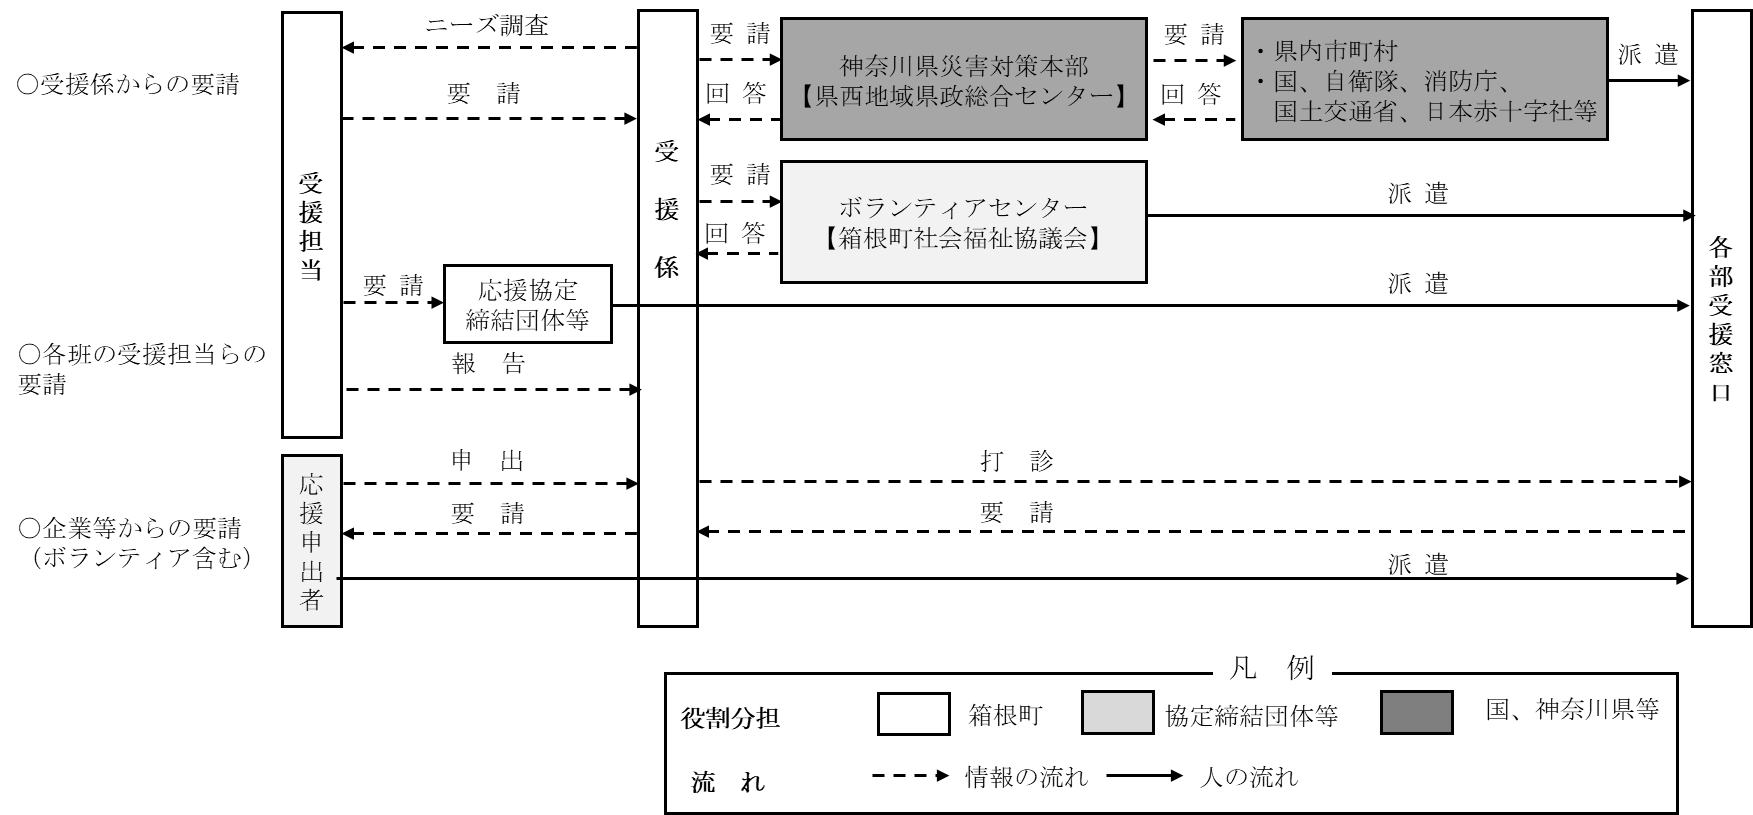 〇受援係からの要請
〇各班の受援担当らの
要請
〇企業等からの要請
（ボランティア含む）
受援担当
応援申出者
ニーズ調査
要　請
要 請
応援協定
締結団体等
報　告
申　出
要　請
受　援　係
要 請
回 答
神奈川県災害対策本部
【県西地域県政総合センター】
要 請
回 答
・県内市町村
・国、自衛隊、消防庁、
国土交通省、日本赤十字社等
派 遣
要 請
回 答
ボランティアセンター
【箱根町社会福祉協議会】
派 遣
派 遣
打　診
要　請
派 遣
各部受援窓口
凡　例
役割分担
箱根町
協定締結団体等
国、神奈川県等
流　れ
情報の流れ
人の流れ